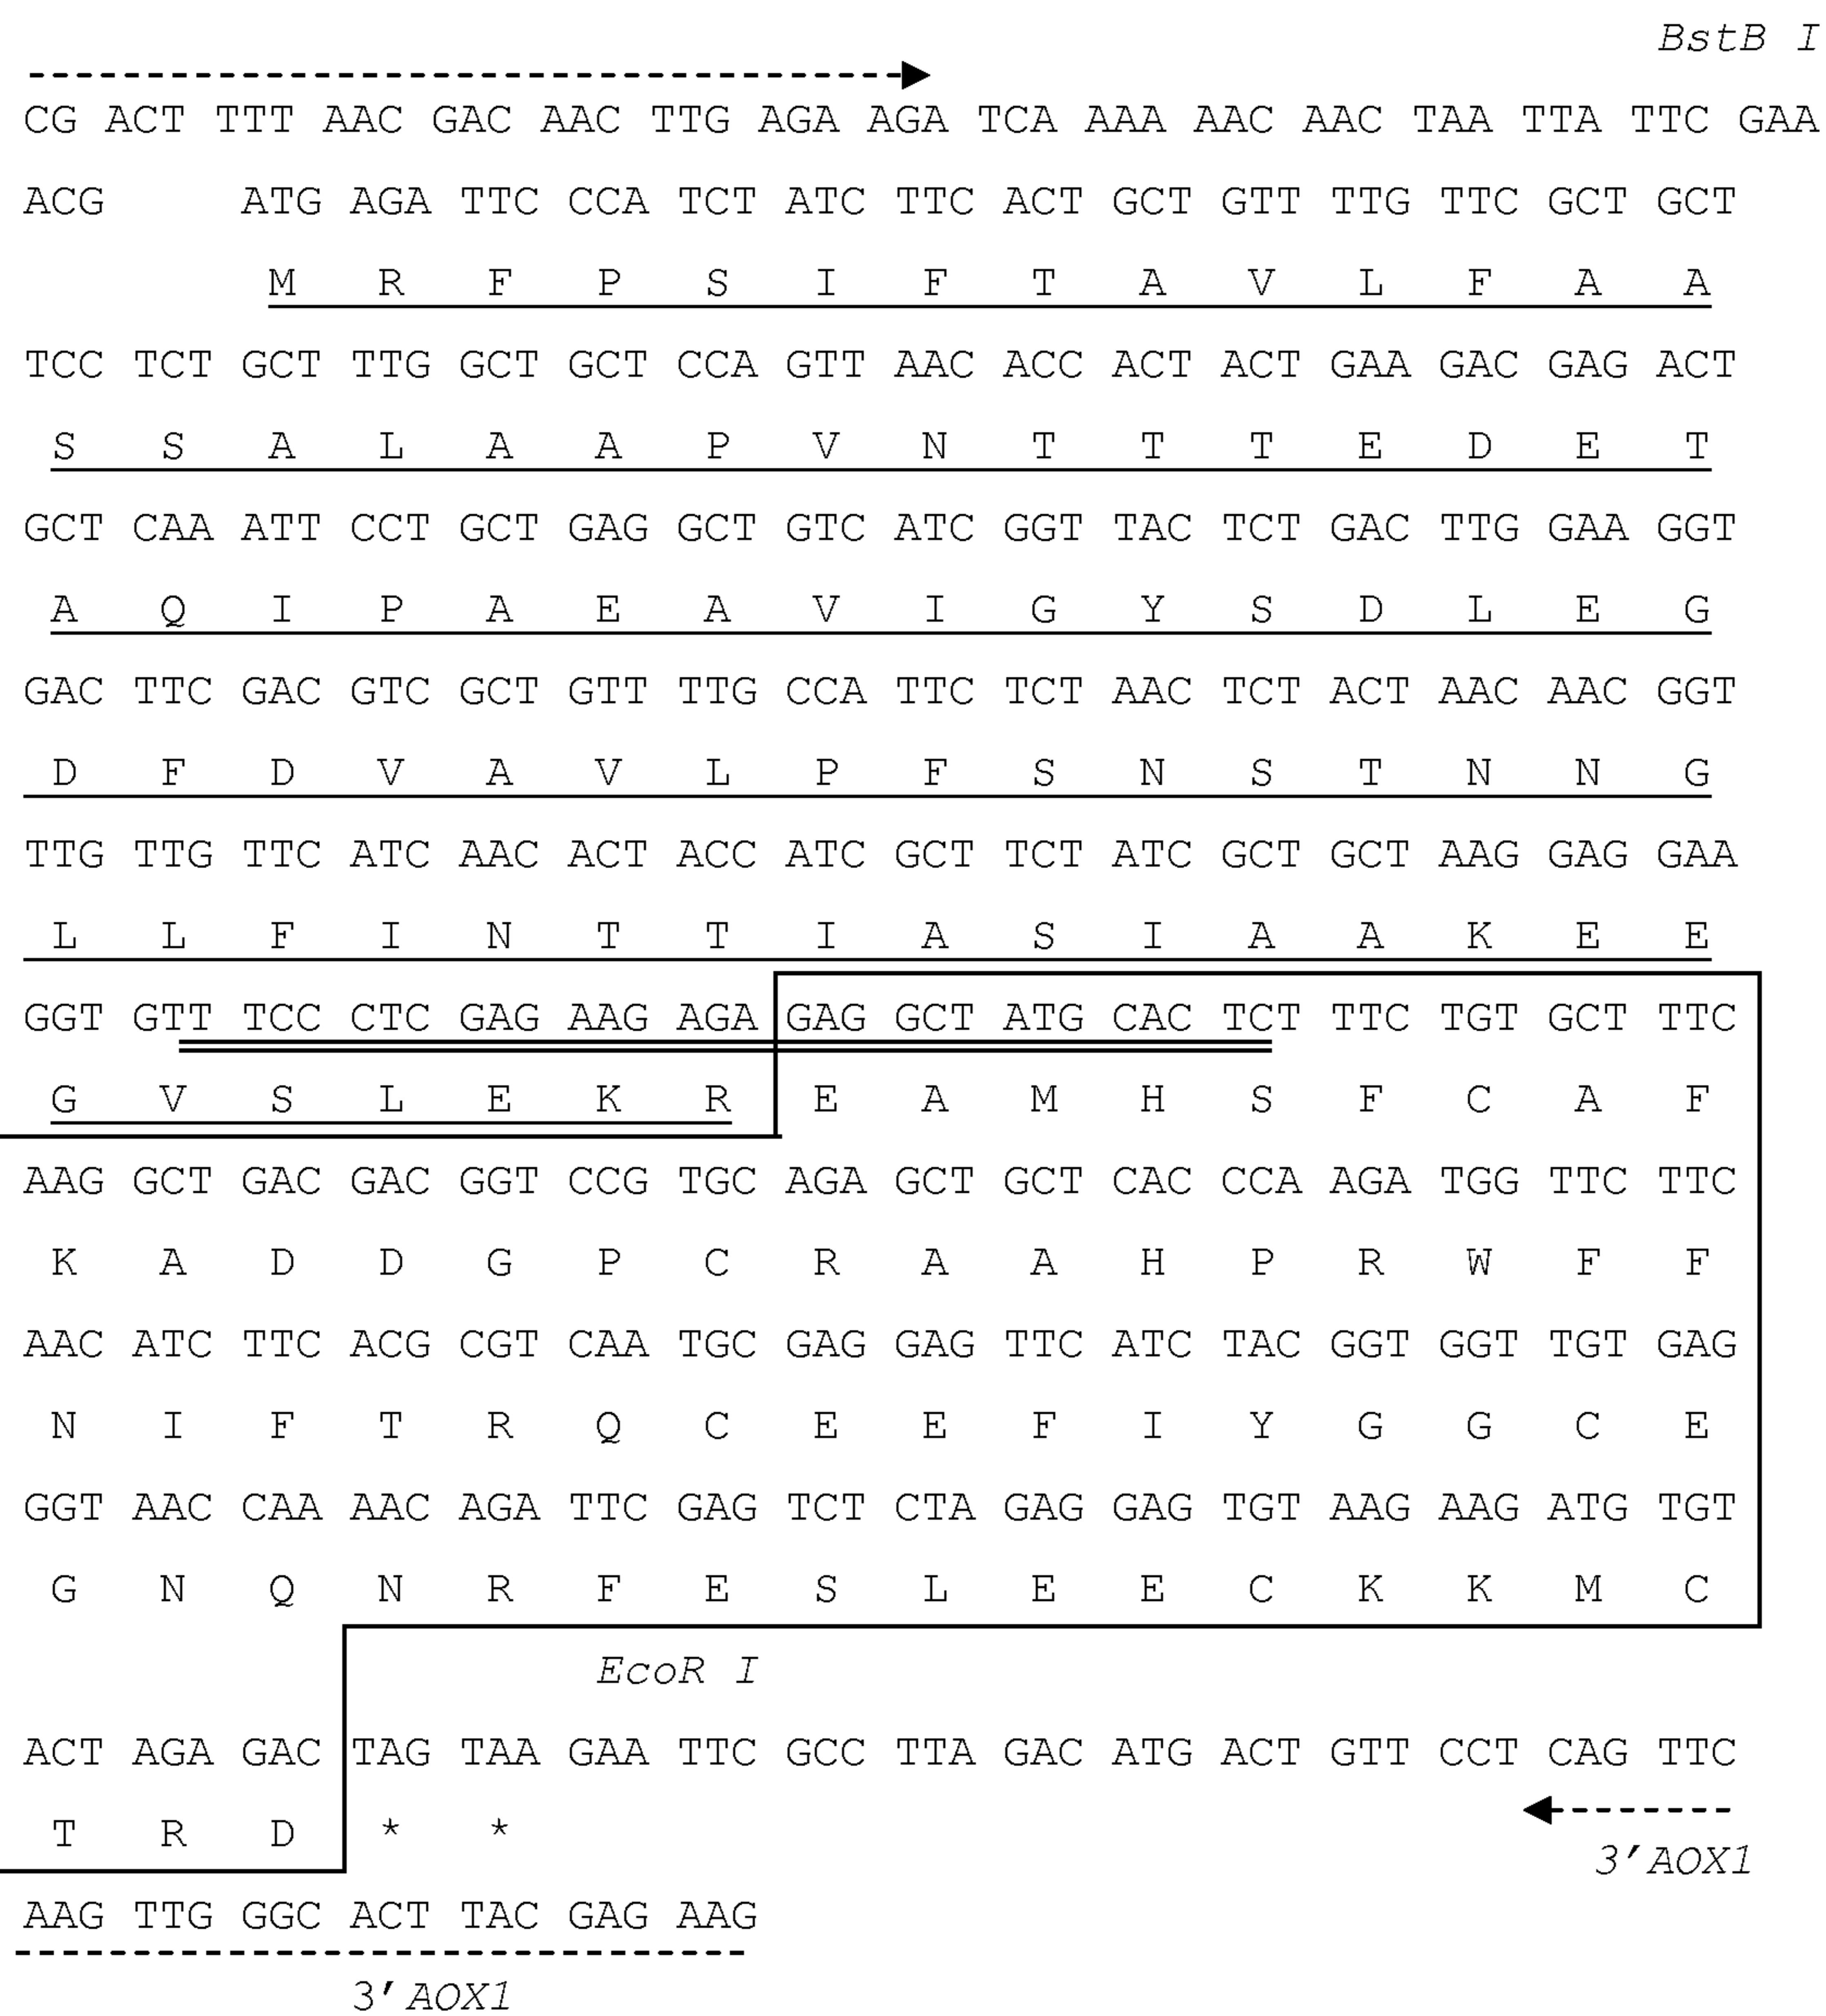 BstB I
CG ACT TTT AAC GAC AAC TTG AGA AGA TCA AAA AAC AAC TAA TTA TTC GAA
ACG ATG AGA TTC CCA TCT ATC TTC ACT GCT GTT TTG TTC GCT GCT
M R F P S I F T A V L F A A
TCC TCT GCT TTG GCT GCT CCA GTT AAC ACC ACT ACT GAA GAC GAG ACT
S S A L A A P V N T T T E D E T
GCT CAA ATT CCT GCT GAG GCT GTC ATC GGT TAC TCT GAC TTG GAA GGT
A Q I P A E A V I G Y S D L E G
GAC TTC GAC GTC GCT GTT TTG CCA TTC TCT AAC TCT ACT AAC AAC GGT
D F D V A V L P F S N S T N N G
TTG TTG TTC ATC AAC ACT ACC ATC GCT TCT ATC GCT GCT AAG GAG GAA
L L F I N T T I A S I A A K E E
GGT GTT TCC CTC GAG AAG AGA GAG GCT ATG CAC TCT TTC TGT GCT TTC
G V S L E K R E A M H S F C A F
AAG GCT GAC GAC GGT CCG TGC AGA GCT GCT CAC CCA AGA TGG TTC TTC
K A D D G P C R A A H P R W F F
AAC ATC TTC ACG CGT CAA TGC GAG GAG TTC ATC TAC GGT GGT TGT GAG
N I F T R Q C E E F I Y G G C E
GGT AAC CAA AAC AGA TTC GAG TCT CTA GAG GAG TGT AAG AAG ATG TGT
G N Q N R F E S L E E C K K M C
EcoR I
ACT AGA GAC TAG TAA GAA TTC GCC TTA GAC ATG ACT GTT CCT CAG TTC
T R D * *
3'AOX1
AAG TTG GGC ACT TAC GAG AAG
3'AOX1